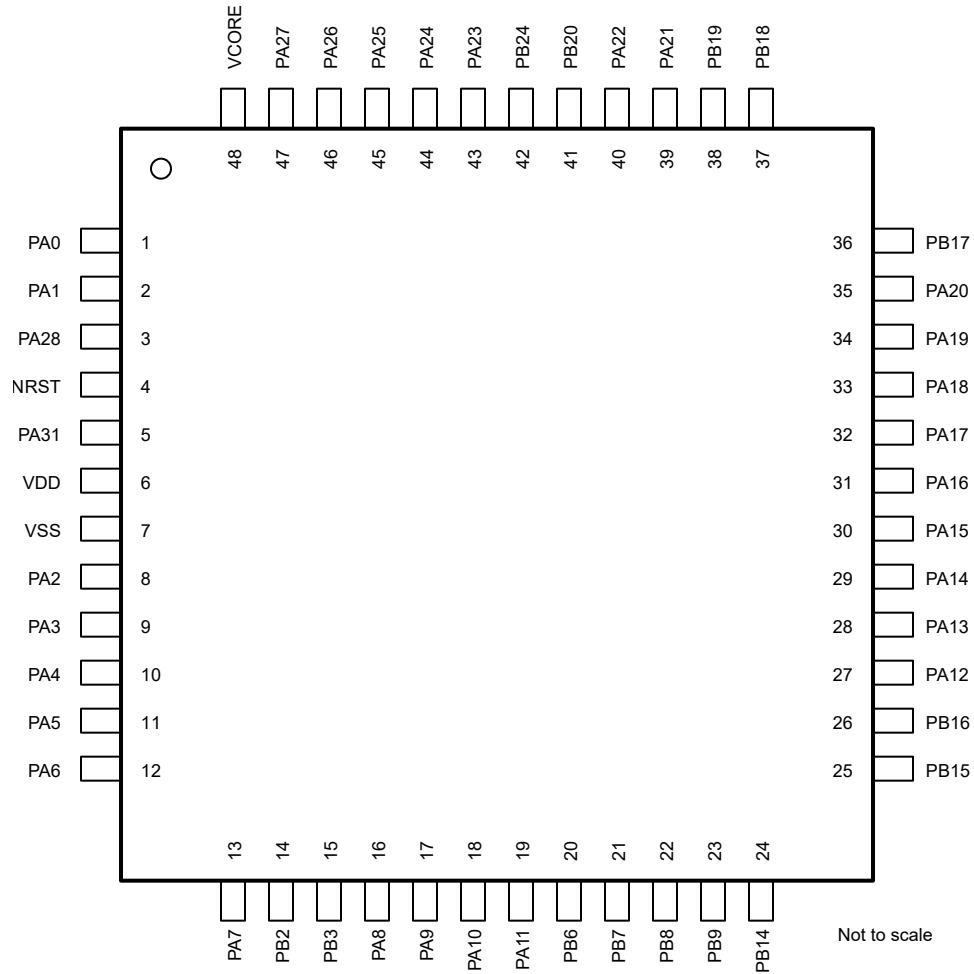 VCORE PA27 PA26 PA25 PA24 PA23 PB24 PB20 PA22 PA21 PB19 PB18
48 47 46 45 44 43 42 41 40 39 38 37
PA0 1 36 PB17
PA1 2 35 PA20
PA28 3 34 PA19
NRST 4 33 PA18
PA31 5 32 PA17
VDD 6 31 PA16
VSS 7 30 PA15
PA2 8 29 PA14
PA3 9 28 PA13
PA4 10 27 PA12
PA5 11 26 PB16
PA6 12 25 PB15
13 14 15 16 17 18 19 20 21 22 23 24
PA7 PB2 PB3 PA8 PA9 PA10 PA11 PB6 PB7 PB8 PB9 PB14
Not to scale